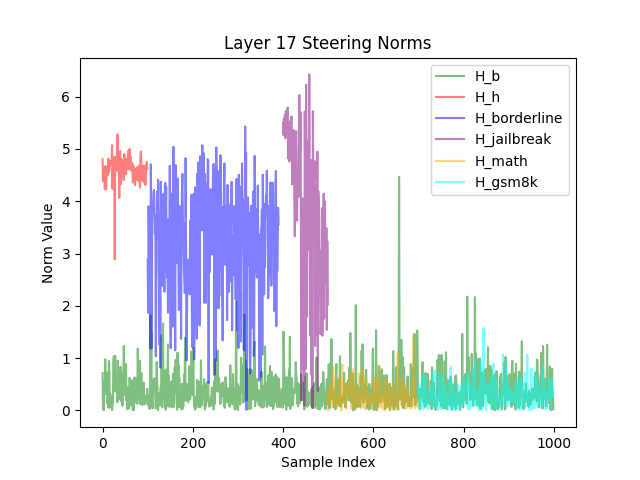 Layer 17 Steering Norms
Norm Value
6
5
4
3
2
1
0
0
200
400
600
800
1000
Sample Index
H_b
H_h
H_borderline
H_jailbreak
H_math
H_gsm8k